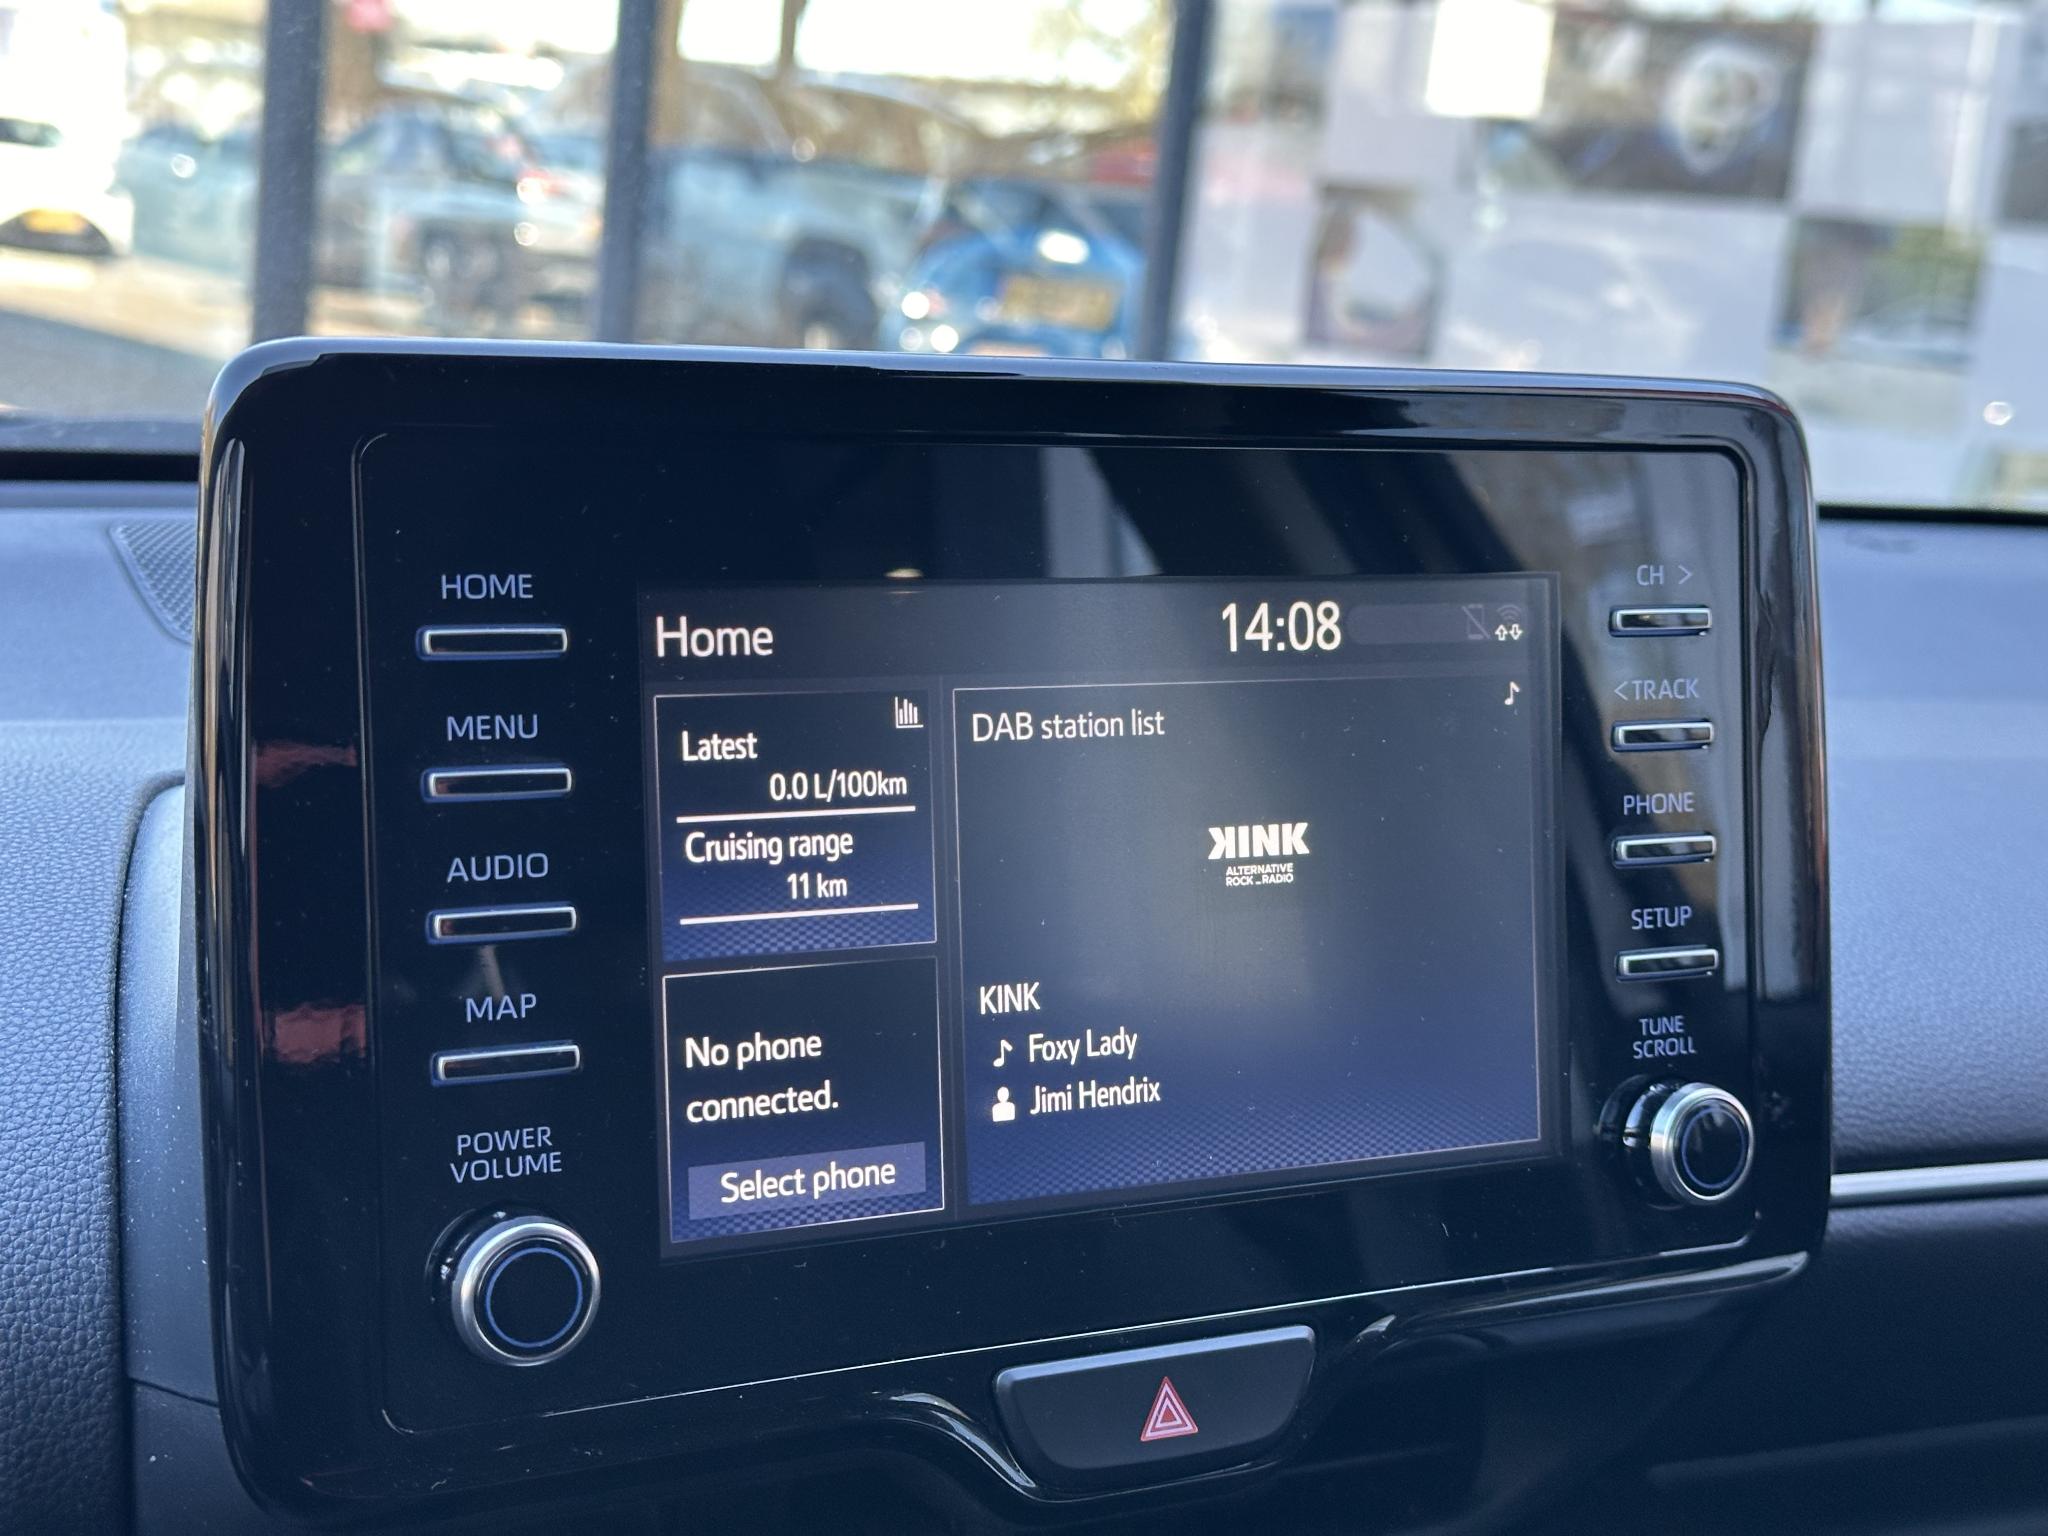 HOME
MENU
AUDIO
MAP
POWER
VOLUME
Home
14:08
Latest
0.0 L/100km
Cruising range
11 km
No phone
connected.
Select phone
DAB station list
KINK
ALTERNATIVE
ROCK_RADIO
KINK
Foxy Lady
Jimi Hendrix
CH >
<TRACK
PHONE
SETUP
TUNE
SCROLL